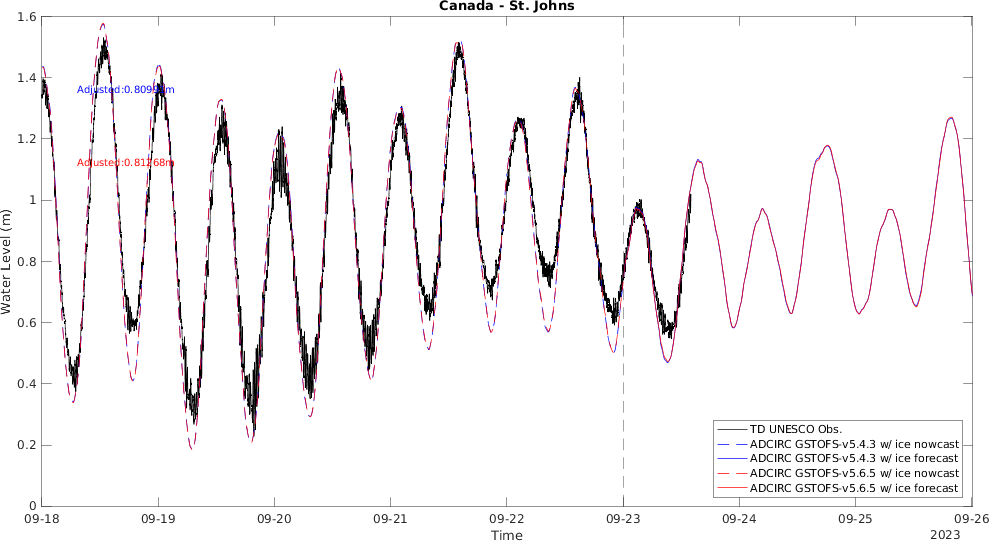 Canada - St. Johns
1.6
1.4
1.2
1
0.8
0.6
0.4
0.2
0
Water Level (m)
Adjusted:
Adjusted:0.81268m
TD UNESCO Obs.
ADCIRC GSTOFS-v5.4.3 w/ ice nowcast
ADCIRC GSTOFS-v5.4.3 w/ ice forecast
ADCIRC GSTOFS-v5.6.5 w/ ice nowcast
ADCIRC GSTOFS-v5.6.5 w/ ice forecast
09-18 09-19 09-20 09-21 09-22 09-23 09-24 09-25 09-26
Time
2023